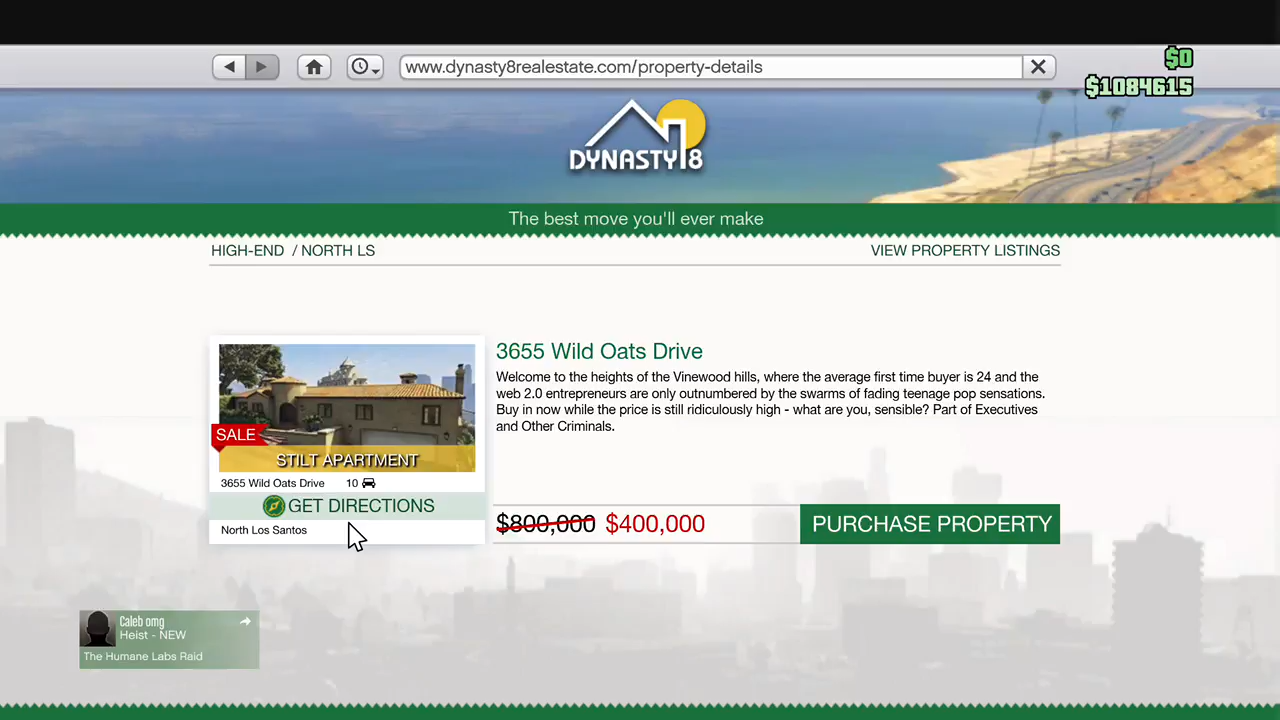 www.dynasty8realestate.com/property-details
$0
$1084615
DYNASTY8
The best move you'll ever make
HIGH-END / NORTH LS
VIEW PROPERTY LISTINGS
SALE
STILT APARTMENT
3655 Wild Oats Drive 10
GET DIRECTIONS
North Los Santos
3655 Wild Oats Drive
Welcome to the heights of the Vinewood hills, where the average first time buyer is 24 and the
web 2.0 entrepreneurs are only outnumbered by the swarms of fading teenage pop sensations.
Buy in now while the price is still ridiculously high - what are you, sensible? Part of Executives
and Other Criminals.
$800,000 $400,000
PURCHASE PROPERTY
Caleb omg
Heist - NEW
The Humane Labs Raid